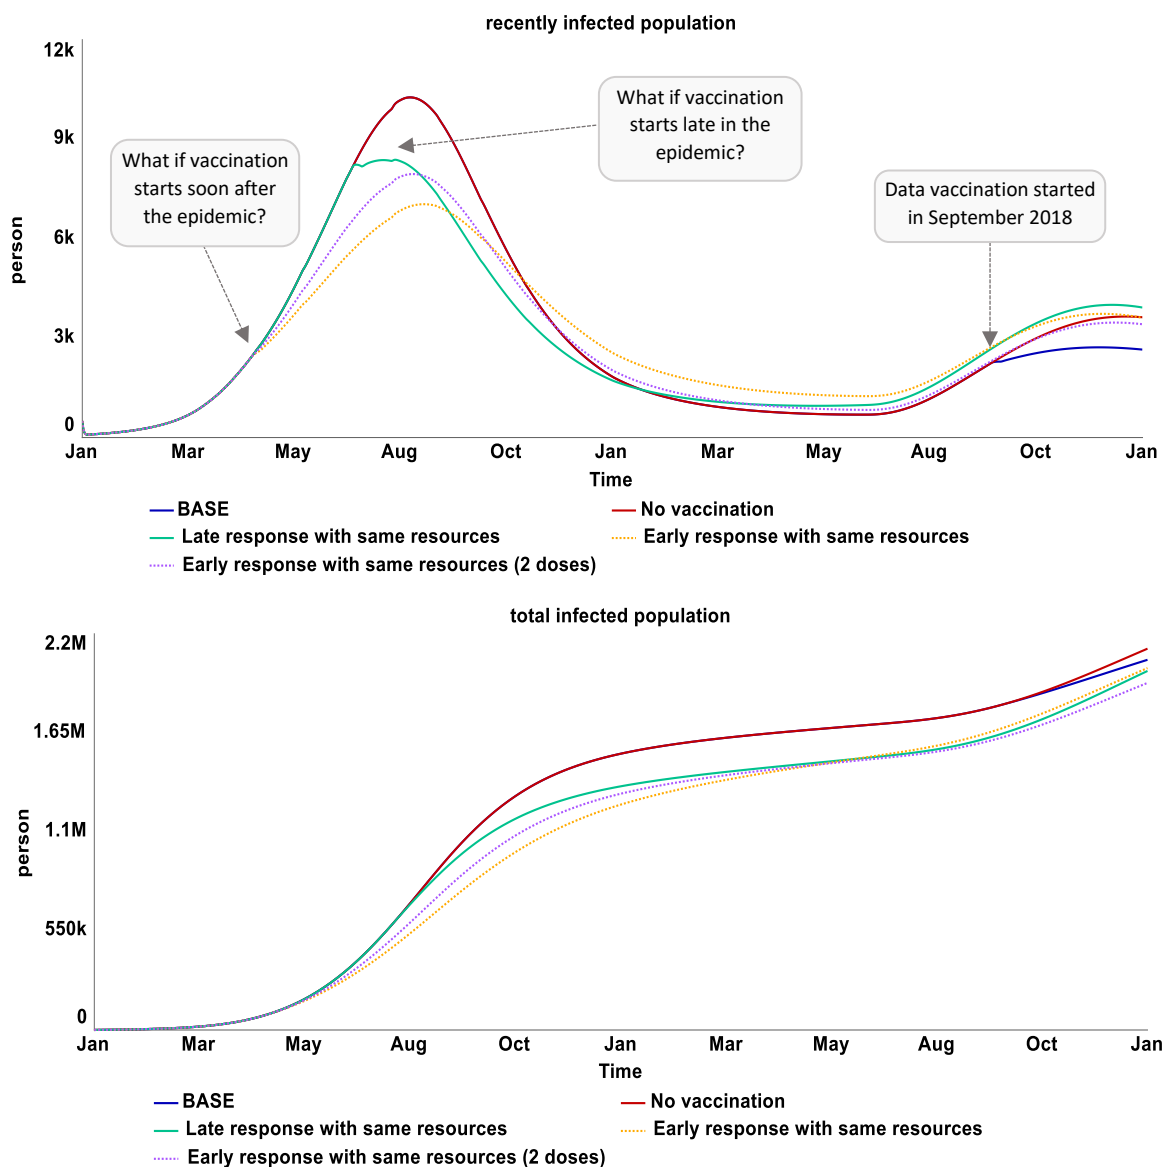 recently infected population
12k
9k
6k
3k
0
person
What if vaccination
starts soon after
the epidemic?
What if vaccination
starts late in the
epidemic?
Data vaccination started
in September 2018
Jan Mar May Aug Oct Jan Mar May Aug Oct Jan
Time
BASE No vaccination
Late response with same resources Early response with same resources
Early response with same resources (2 doses)
total infected population
2.2M
1.65M
1.1M
550k
0
person
Jan Mar May Aug Oct Jan Mar May Aug Oct Jan
Time
BASE No vaccination
Late response with same resources Early response with same resources
Early response with same resources (2 doses)